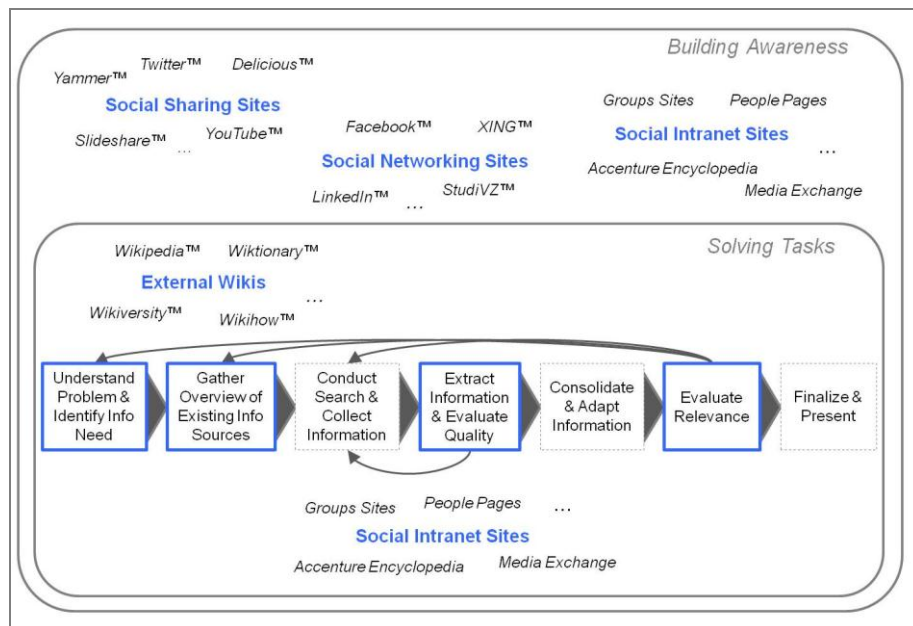 Building Awareness
Twitter™ Delicious™
Yammer™
Social Sharing Sites
Slideshare™ ... YouTube™
Facebook™ XING™
Social Networking Sites
LinkedIn™ ... StudiVZ™
Groups Sites People Pages
Social Intranet Sites
...
Accenture Encyclopedia
Media Exchange
Solving Tasks
Wikipedia™ Wiktionary™
External Wikis
...
Wikiversity™ Wikihow™
Understand
Problem &
Identify Info
Need
Gather
Overview of
Existing Info
Sources
Conduct
Search &
Collect
Information
Extract
Information
& Evaluate
Quality
Consolidate
& Adapt
Information
Evaluate
Relevance
Finalize &
Present
Groups Sites People Pages ...
Social Intranet Sites
Accenture Encyclopedia Media Exchange